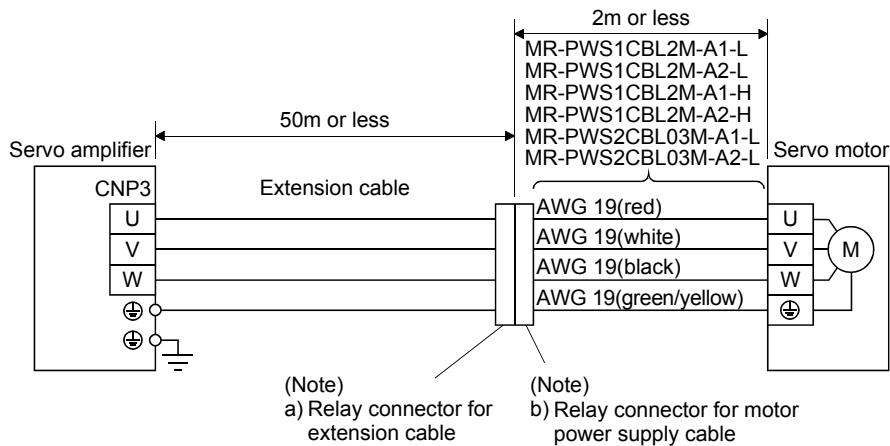 2m or less
MR-PWS1CBL2M-A1-L
MR-PWS1CBL2M-A2-L
MR-PWS1CBL2M-A1-H
MR-PWS1CBL2M-A2-H
MR-PWS2CBL03M-A1-L
MR-PWS2CBL03M-A2-L
50m or less
Servo amplifier
Servo motor
CNP3
Extension cable
U
V
W
AWG 19(red)
AWG 19(white)
AWG 19(black)
AWG 19(green/yellow)
U
V
W
M
(Note)
a) Relay connector for
extension cable
(Note)
b) Relay connector for motor
power supply cable